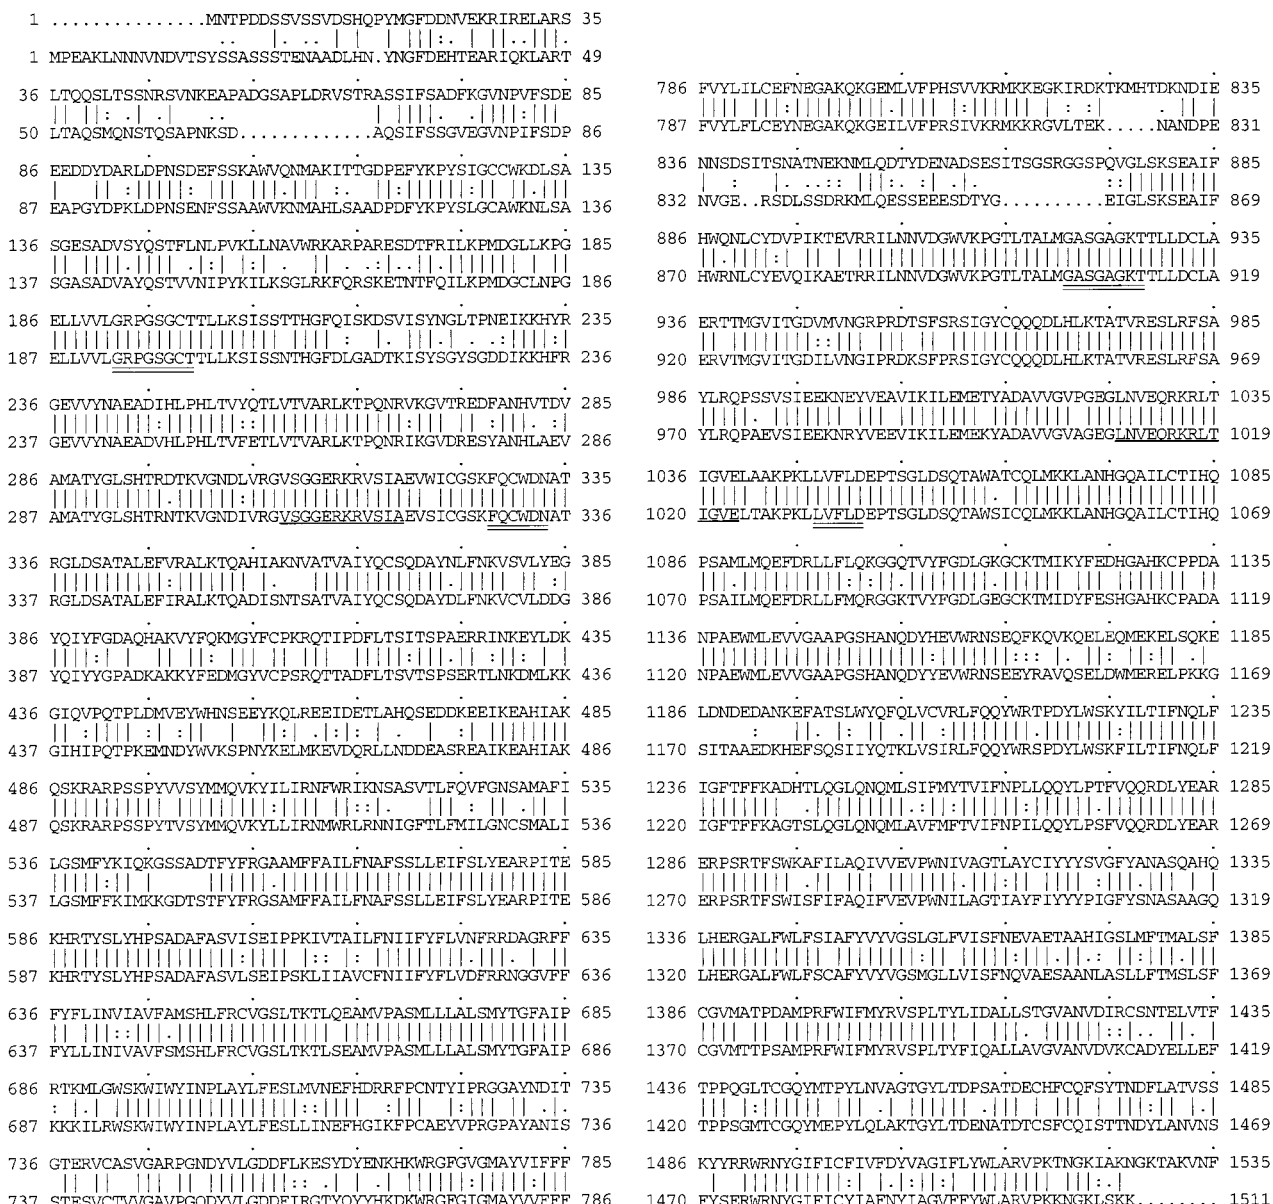 1 ...............MNTPDDSSVSSVDSHQPYMGFDDNVEKRIRELARS 35
1 MPEAKLNNNVNDVTSYSSASSSTENAADLHN.YNGFDEHTEARIQKLART 49
36 LTQQSLTSSNRSVNKEAPADGSAPLDRVSTRASSIFSADFKGVNPVFSDE 85
50 LTAQSMQNSTQSAPNKSD.............AQSIFSSGVEGVNPIFSDP 86
86 EEDDYDARLDPNSDEFSSKAWVQNMAKITTGDPEFYKPYSIGCCWKDLSA 135
87 EAPGYDPKLDPNSENFSSAAWVKNMAHLSAADPDFYKPYSLGCAWKNLSA 136
136 SGESADVSYQSTFLNLPVKLLNAVWRKARPARESDTFRILKPMDGLLKPG 185
137 SGASADVAYQSTVVNIPYKILKSGLRKFQRSKETNTFQILKPMDGCLNPG 186
186 ELLVVLGRPGSGCTTLLKSISSTTHGFQISKDSVISYNGLTPNEIKKHYR 235
187 ELLVVLGRPGSGCTTLLKSISSNTHGFDLGADTKISYSGYSGDDIKKHFR 236
236 GEVVYNAEADIHLPHLTVYQTLVTVARLKTPQNRVKGVTREDFANHVTDV 285
237 GEVVYNAEADVHLPHLTVFETLVTVARLKTPQNRIKGVDRESYANHLAEV 286
286 AMATYGLSHTRDTKVGNDLVRGVSGGERKRVSIAEVWICGSKFQCWDNAT 335
287 AMATYGLSHTRNTKVGNDIVRGVSGGERKRVSIAEVSICGSKFQCWDNAT 336
336 RGLDSATALEFVRALKTQAHIAKNVATVAIYQCSQDAYNLFNKVSVLYEG 385
337 RGLDSATALEFIRALKTQADISNTSATVAIYQCSQDAYDLFNKVCVLDDG 386
386 YQIYFGDAQHAKVYFQKMGYFCPKRQTIPDFLTSITSPAERRINKEYLDK 435
387 YQIYYGPADKAKKYFEDMGYVCPSRQTTADFLTSVTSPSERTLNKDMLKK 436
436 GIQVPQTPLDMVEYWHNSEEYKQLREEIDETLAHQSEDDKEEIKEAHIAK 485
437 GIHIPQTPKEMNDYWVKSPNYKELMKEVDQRLLNDDEASREAIKEAHIAK 486
486 QSKRARPSSPYVVSYMMQVKYILIRNFWRIKNSASVTLFQVFGNSAMAFI 535
487 QSKRARPSSPYTVSYMMQVKYLLIRNMWRLRNNIGFTLFMILGNCSMALI 536
536 LGSMFYKIQKGSSADTFYFRGAAMFFAILFNAFSSLLEIFSLYEARPITE 585
537 LGSMFFKIMKKGDTSTFYFRGSAMFFAILFNAFSSLLEIFSLYEARPITE 586
586 KHRTYSLYHPSADAFASVISEIPPKIVTAILFNIIFYFLVNFRRDAGRFF 635
587 KHRTYSLYHPSADAFASVLSEIPSKLIIAVCFNIIFYFLVDFRRNGGVFF 636
636 FYFLINVIAVFAMSHLFRCVGSLTKTLQEAMVPASMLLLALSMYTGFAIP 685
637 FYLLINIVAVFSMSHLFRCVGSLTKTLSEAMVPASMLLLALSMYTGFAIP 686
686 RTKMLGWSKWIWYINPLAYLFESLMVNEFHDRRFPCNTYIPRGGAYNDIT 735
687 KKKILRWSKWIWYINPLAYLFESLLINEFHGIKFPCAEYVPRGPAYANIS 736
736 GTERVCASVGARPGNDYVLGDDFLKESYDYENKHKWRGFGVGMAYVIFFF 785
737 STESVCTVVGAVPGQDYVLGDDFIRGTYQYYHKDKWRGFGIGMAYVVFFF 786
786 FVYLILCEFNEGAKQKGEMLVFPHSVVKRMKKEGKIRDKTKMHTDKNDIE 835
787 FVYLFLCEYNEGAKQKGEILVFPRSIVKRMKKRGVLTEK.....NANDPE 831
836 NNSDSITSNATNEKNMLQDTYDENADSESITSGSRGGSPQVGLSKSEAIF 885
832 NVGE..RSDLSSDRKMLQESSEEESDTYG..........EIGLSKSEAIF 869
886 HWQNLCYDVPIKTEVRRILNNVDGWVKPGTLTALMGASGAGKTTLLDCLA 935
870 HWRNLCYEVQIKAETRRILNNVDGWVKPGTLTALMGASGAGKTTLLDCLA 919
936 ERTTMGVITGDVMVNGRPRDTSFSRSIGYCQQQDLHLKTATVRESLRFSA 985
920 ERVTMGVITGDILVNGIPRDKSFPRSIGYCQQQDLHLKTATVRESLRFSA 969
986 YLRQPSSVSIEEKNEYVEAVIKILEMETYADAVVGVPGEGLNVEQRKRLT 1035
970 YLRQPAEVSIEEKNRYVEEVIKILEMEKYADAVVGVAGEGLNVEQRKRLT 1019
1036 IGVELAAKPKLLVFLDEPTSGLDSQTAWATCQLMKKLANHGQAILCTIHQ 1085
1020 IGVELTAKPKLLVFLDEPTSGLDSQTAWSICQLMKKLANHGQAILCTIHQ 1069
1086 PSAMLMQEFDRLLFLQKGGQTVYFGDLGKGCKTMIKYFEDHGAHKCPPDA 1135
1070 PSAILMQEFDRLLFMQRGGKTVYFGDLGEGCKTMIDYFESHGAHKCPADA 1119
1136 NPAEWMLEVVGAAPGSHANQDYHEVWRNSEQFKQVKQELEQMEKELSQKE 1185
1120 NPAEWMLEVVGAAPGSHANQDYYEVWRNSEEYRAVQSELDWMERELPKKG 1169
1186 LDNDEDANKEFATSLWYQFQLVCVRLFQQYWRTPDYLWSKYILTIFNQLF 1235
1170 SITAAEDKHEFSQSIIYQTKLVSIRLFQQYWRSPDYLWSKFILTIFNQLF 1219
1236 IGFTFFKADHTLQGLQNQMLSIFMYTVIFNPLLQQYLPTFVQQRDLYEAR 1285
1220 IGFTFFKAGTSLQGLQNQMLAVFMFTVIFNPILQQYLPSFVQQRDLYEAR 1269
1286 ERPSRTFSWKAFILAQIVVEVPWNIVAGTLAYCIYYYSVGFYANASQAHQ 1335
1270 ERPSRTFSWISFIFAQIFVEVPWNILAGTIAYFIYYYPIGFYSNASAAGQ 1319
1336 LHERGALFWLFSIAFYVYVGSLGLFVISFNEVAETAAHIGSLMFTMALSF 1385
1320 LHERGALFWLFSCAFYVYVGSMGLLVISFNQVAESAANLASLLFTMSLSF 1369
1386 CGVMATPDAMPRFWIFMYRVSPLTYLIDALLSTGVANVDIRCSNTELVTF 1435
1370 CGVMTTPSAMPRFWIFMYRVSPLTYFIQALLAVGVANVDVKCADYELLEF 1419
1436 TPPQGLTCGQYMTPYLNVAGTGYLTDPSATDECHFCQFSYTNDFLATVSS 1485
1420 TPPSGMTCGQYMEPYLQLAKTGYLTDENATDTCSFCQISTTNDYLANVNS 1469
1486 KYYRRWRNYGIFICFIVFDYVAGIFLYWLARVPKTNGKIAKNGKTAKVNF 1535
1470 FYSERWRNYGIFICYIAFNYIAGVFFYWLARVPKKNGKLSKK........ 1511